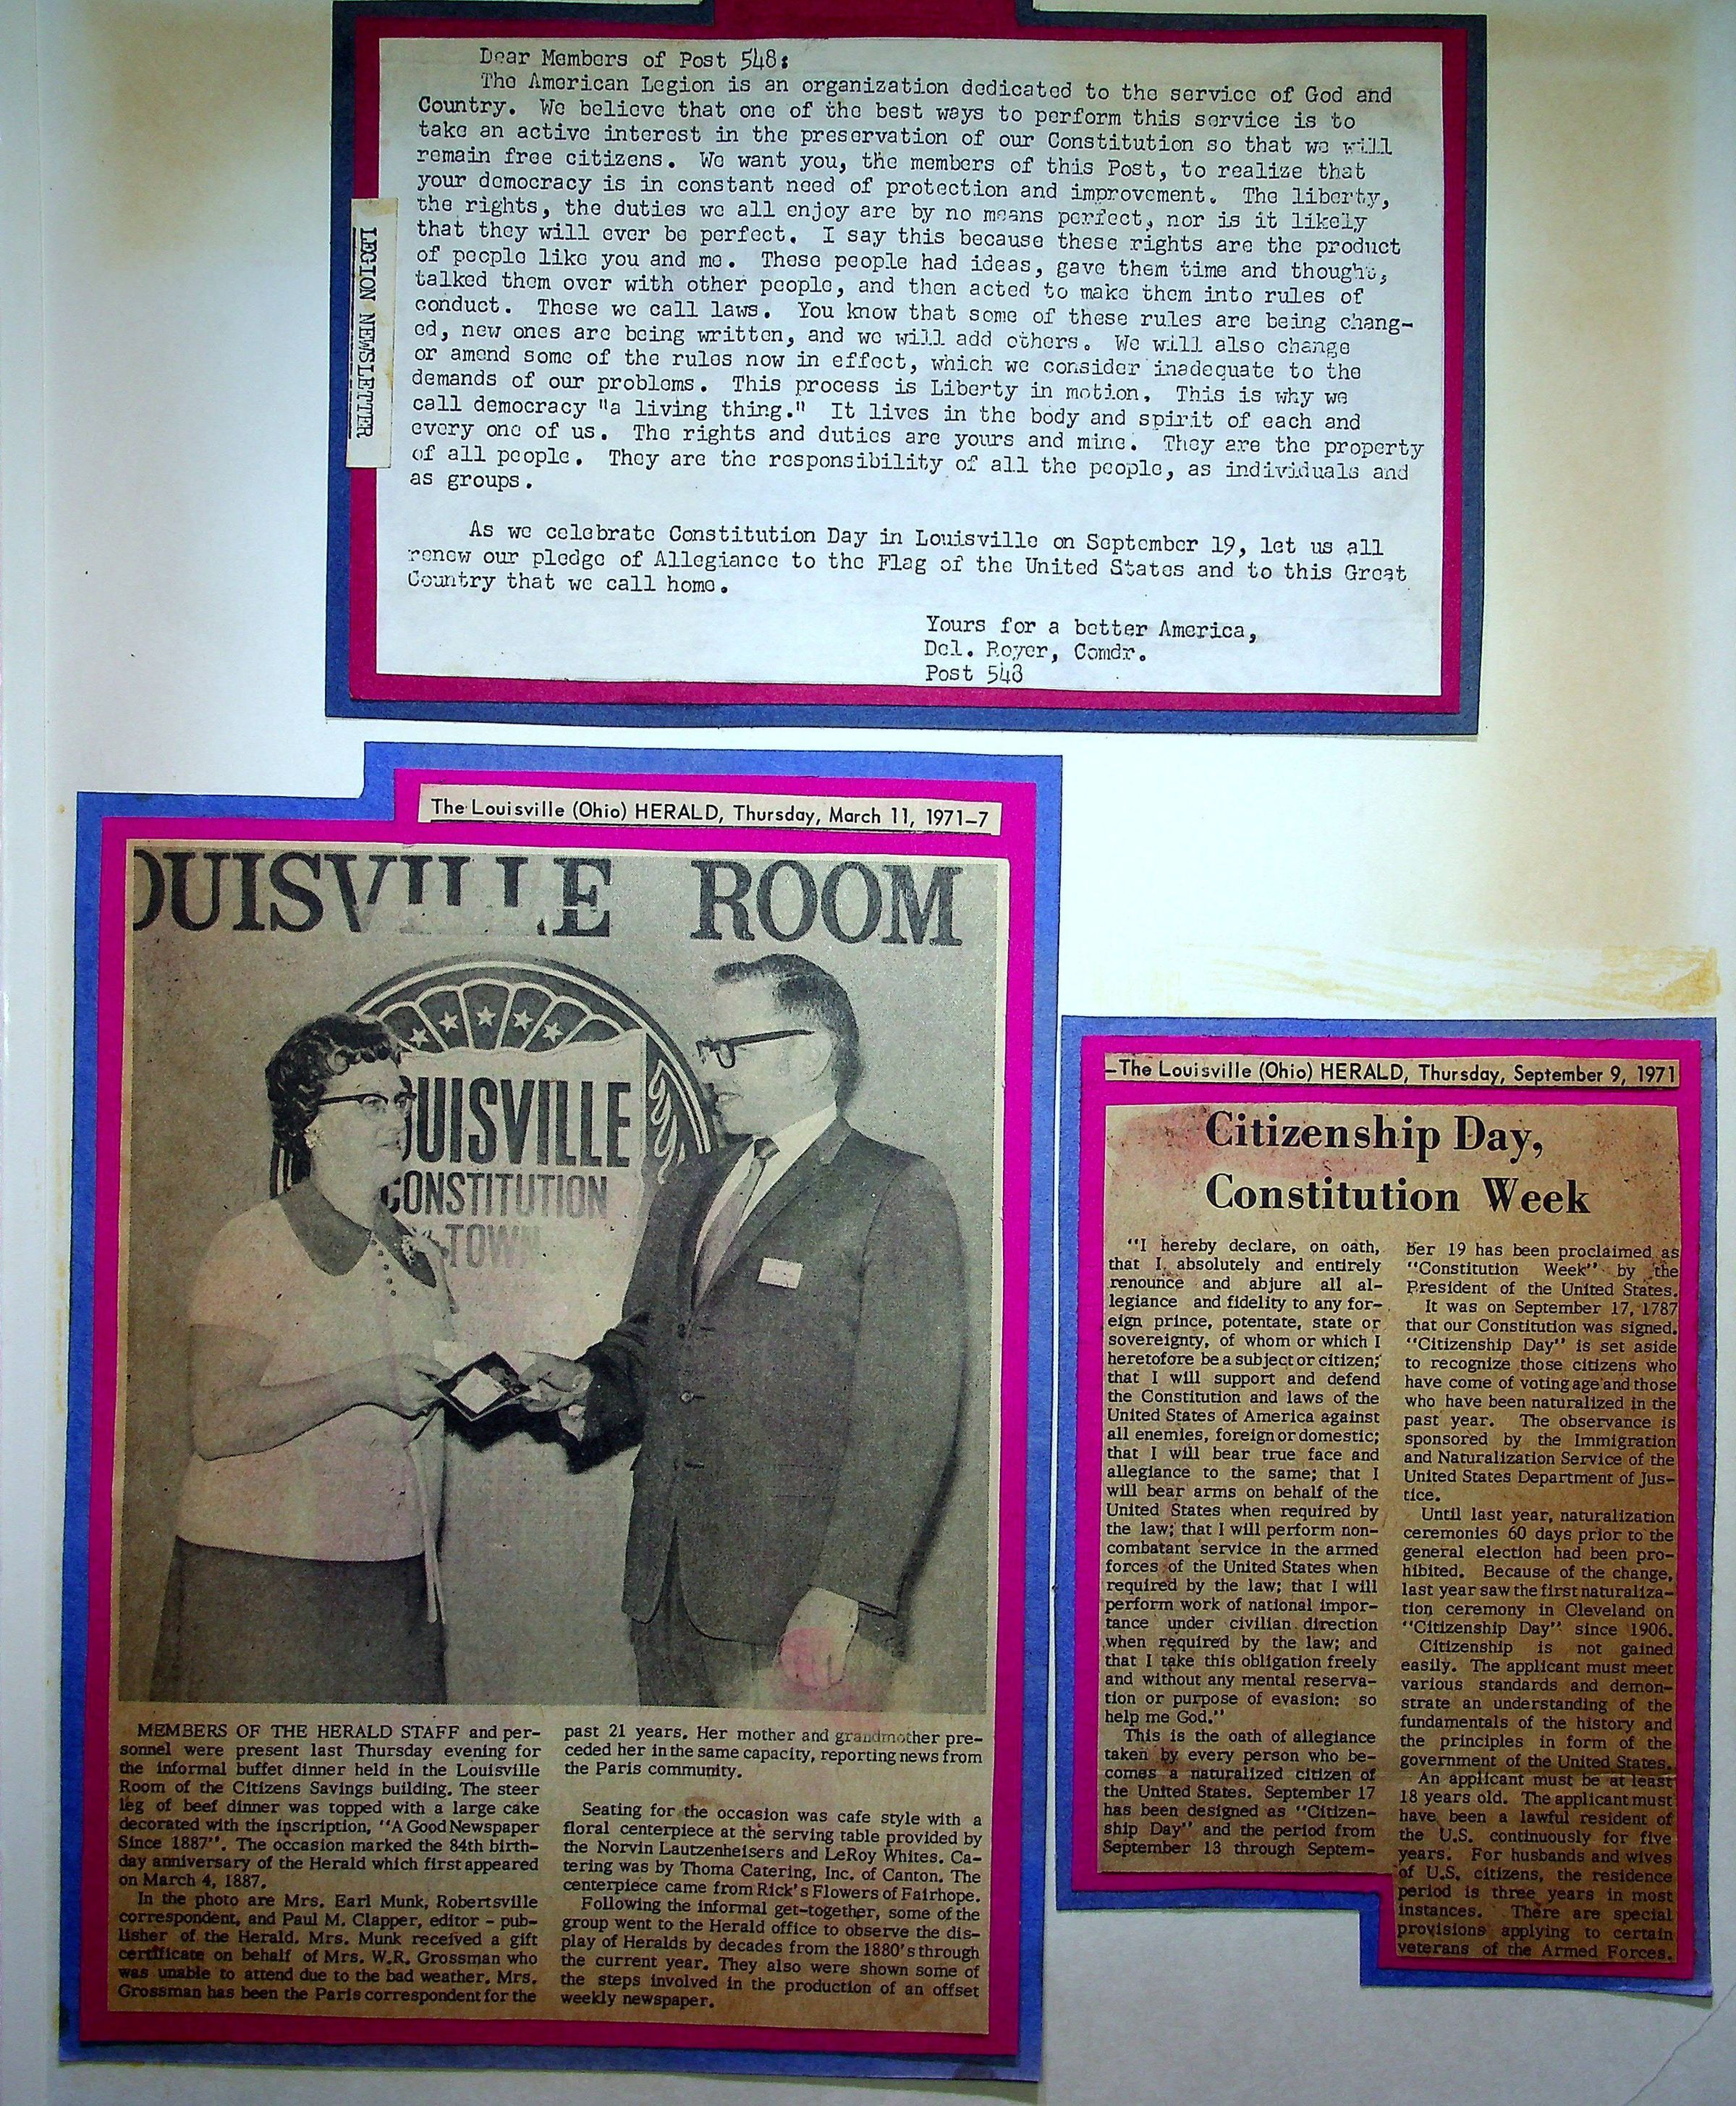 Dear Members of Post 548:
The American Legion is an organization dedicated to the service of God and
Country. We believe that one of the best ways to perform this service is to
take an active interest in the preservation of our Constitution so that we will
remain free citizens. We want you, the members of this Post, to realize that
your democracy is in constant need of protection and improvement. The liberty,
the rights, the duties we all enjoy are by no means perfect, nor is it likely
that they will ever be perfect. I say this because these rights are the product
of people like you and me. These people had ideas, gave them time and thought,
talked them over with other people, and then acted to make them into rules of
conduct. These we call laws. You know that some of these rules are being chang-
ed, new ones are being written, and we will add others. We will also change
or amend some of the rules now in effect, which we consider inadequate to the
demands of our problems. This process is Liberty in motion. This is why we
call democracy "a living thing." It lives in the body and spirit of each and
every one of us. The rights and duties are yours and mine. They are the property
of all people. They are the responsibility of all the people, as individuals and
as groups.
As we celebrate Constitution Day in Louisville on September 19, let us all
renew our pledge of Allegiance to the Flag of the United States and to this Great
Country that we call home.
Yours for a better America,
Del. Royer, Comdr.
Post 548
LEGION NEWSLETTER
The Louisville (Ohio) HERALD, Thursday, March 11, 1971-7
OUISVILLE ROOM
OUISVILLE
CONSTITUTION
TOWN
MEMBERS OF THE HERALD STAFF and per-
sonnel were present last Thursday evening for
the informal buffet dinner held in the Louisville
Room of the Citizens Savings building. The steer
leg of beef dinner was topped with a large cake
decorated with the inscription, "A Good Newspaper
Since 1887". The occasion marked the 84th birth-
day anniversary of the Herald which first appeared
on March 4, 1887.
In the photo are Mrs. Earl Munk, Robertsville
correspondent, and Paul M. Clapper, editor - pub-
lisher of the Herald. Mrs. Munk received a gift
certificate on behalf of Mrs. W.R. Grossman who
was unable to attend due to the bad weather. Mrs.
Grossman has been the Paris correspondent for the
past 21 years. Her mother and grandmother pre-
ceded her in the same capacity, reporting news from
the Paris community.
Seating for the occasion was cafe style with a
floral centerpiece at the serving table provided by
the Norvin Lautzenheisers and LeRoy Whites. Ca-
tering was by Thoma Catering, Inc. of Canton. The
centerpiece came from Rick's Flowers of Fairhope.
Following the informal get-together, some of the
group went to the Herald office to observe the dis-
play of Heralds by decades from the 1880's through
the current year. They also were shown some of
the steps involved in the production of an offset
weekly newspaper.
-The Louisville (Ohio) HERALD, Thursday, September 9, 1971
Citizenship Day,
Constitution Week
"I hereby declare, on oath,
that I absolutely and entirely
renounce and abjure all al-
legiance and fidelity to any for-
eign prince, potentate, state or
sovereignty, of whom or which I
heretofore be a subject or citizen;
that I will support and defend
the Constitution and laws of the
United States of America against
all enemies, foreign or domestic;
that I will bear true face and
allegiance to the same; that I
will bear arms on behalf of the
United States when required by
the law; that I will perform non-
combatant service in the armed
forces of the United States when
required by the law; that I will
perform work of national impor-
tance under civilian direction
when required by the law; and
that I take this obligation freely
and without any mental reserva-
tion or purpose of evasion: so
help me God."
This is the oath of allegiance
taken by every person who be-
comes a naturalized citizen of
the United States. September 17
has been designed as "Citizen-
ship Day" and the period from
September 13 through Septem-
ber 19 has been proclaimed as
"Constitution Week" by the
President of the United States.
It was on September 17, 1787
that our Constitution was signed.
"Citizenship Day" is set aside
to recognize those citizens who
have come of voting age and those
who have been naturalized in the
past year. The observance is
sponsored by the Immigration
and Naturalization Service of the
United States Department of Jus-
tice.
Until last year, naturalization
ceremonies 60 days prior to the
general election had been pro-
hibited. Because of the change,
last year saw the first naturaliza-
tion ceremony in Cleveland on
"Citizenship Day" since 1906.
Citizenship is not gained
easily. The applicant must meet
various standards and demon-
strate an understanding of the
fundamentals of the history and
the principles in form of the
government of the United States.
An applicant must be at least
18 years old. The applicant must
have been a lawful resident of
the U.S. continuously for five
years. For husbands and wives
of U.S. citizens, the residence
period is three years in most
instances. There are special
provisions applying to certain
veterans of the Armed Forces.